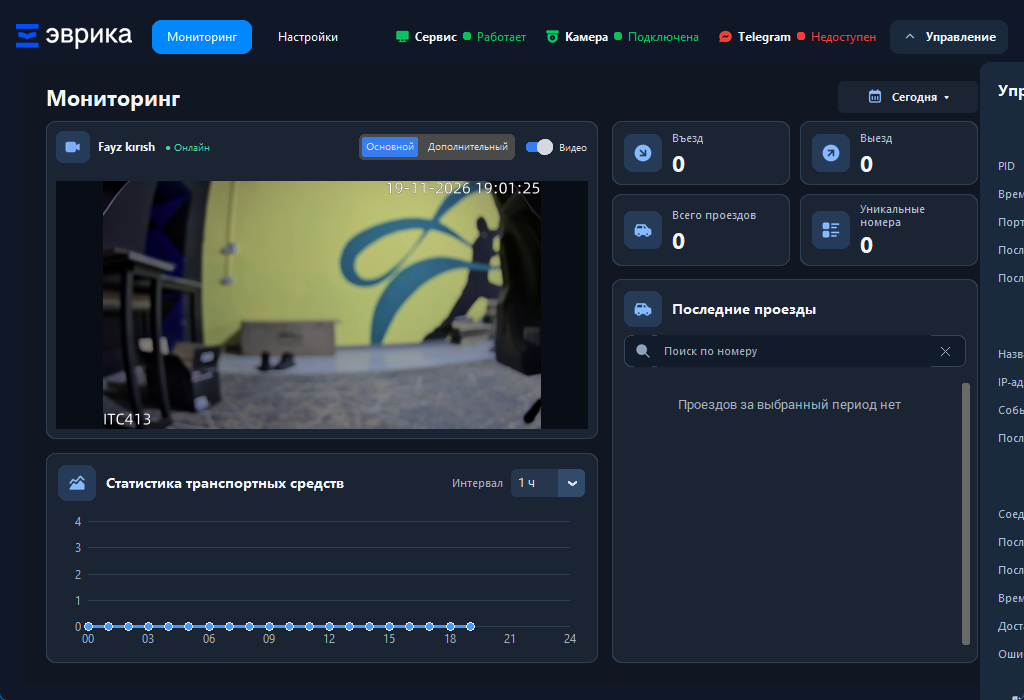 эврика
Мониторинг
Настройки
Сервис
Работает
Камера
Подключена
Telegram
Недоступен
Управление
Мониторинг
Сегодня
Fayz kırısh
Онлайн
Основной
Дополнительный
Видео
19-11-2026 19:01:25
ITC413
Въезд
0
Выезд
0
Всего проездов
0
Уникальные
номера
0
Последние проезды
Поиск по номеру
Проездов за выбранный период нет
Статистика транспортных средств
Интервал
1 ч
4
3
2
1
0
00 03 06 09 12 15 18 21 24
Упр
PID
Врем
Порт
Посл
Посл
Назв
IP-ад
Собы
Посл
Соед
Посл
Посл
Врем
Дост
Оши